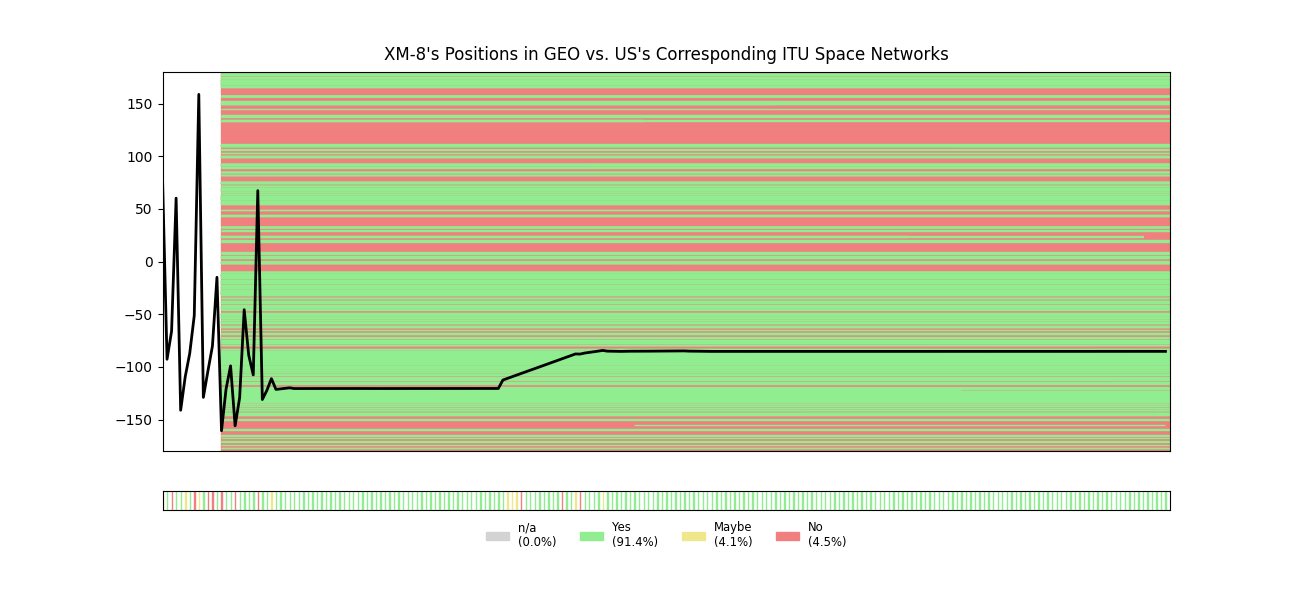 XM-8's Positions in GEO vs. US's Corresponding ITU Space Networks
150
100
50
0
−50
−100
−150
n/a
(0.0%)
Yes
(91.4%)
Maybe
(4.1%)
No
(4.5%)